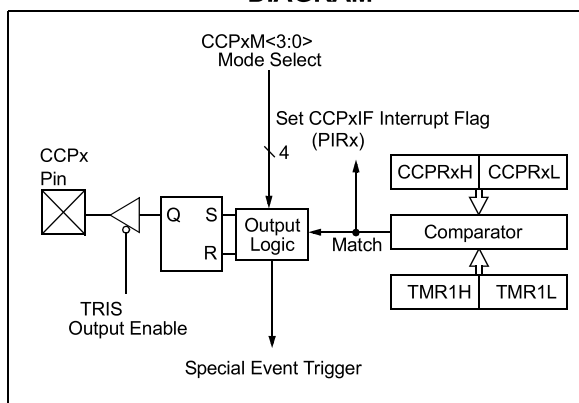 DIAGRAM
CCPxM<3:0>
Mode Select
Set CCPxIF Interrupt Flag
(PIRx)
4
CCPx
Pin
CCPRxH CCPRxL
Q S
R
Output
Logic
Match
Comparator
TMR1H TMR1L
TRIS
Output Enable
Special Event Trigger